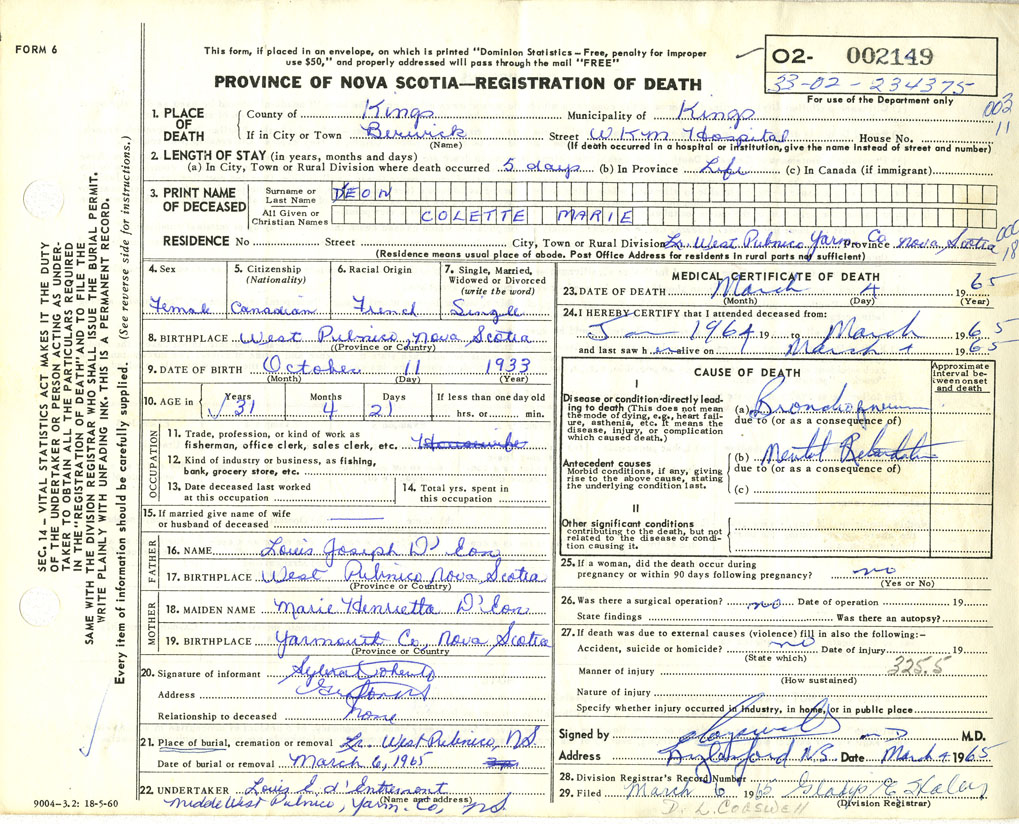 FORM 6
This form, if placed in an envelope, on which is printed "Dominion Statistics—Free, penalty for improper
use $50," and properly addressed will pass through the mail "FREE"
PROVINCE OF NOVA SCOTIA—REGISTRATION OF DEATH
02- 002149
33-02-234375
For use of the Department only
003
11
1. PLACE OF DEATH
County of Kings Municipality of Kings
If in City or Town Berwick Street W.K.M. Hospital House No.
(Name) (If death occurred in a hospital or institution, give the name instead of street and number)
2. LENGTH OF STAY (in years, months and days)
(a) In City, Town or Rural Division where death occurred 5 days (b) In Province Life (c) In Canada (if immigrant)
3. PRINT NAME OF DECEASED
Surname or Last Name DEON
All Given or Christian Names COLETTE MARIE
RESIDENCE No Street City, Town or Rural Division Lr. West Pubnico Yarm. Co. Province Nova Scotia
18
(Residence means usual place of abode. Post Office Address for residents in rural parts not sufficient)
4. Sex
Female
5. Citizenship
(Nationality)
Canadian
6. Racial Origin
French
7. Single, Married, Widowed or Divorced
(write the word)
Single
8. BIRTHPLACE West Pubnico, Nova Scotia
(Province or Country)
9. DATE OF BIRTH October 11 1933
(Month) (Day) (Year)
10. AGE in Years Months Days If less than one day old
31 4 21 hrs. or min.
OCCUPATION
11. Trade, profession, or kind of work as
fisherman, office clerk, sales clerk, etc. Housewife
12. Kind of industry or business, as fishing,
bank, grocery store, etc.
13. Date deceased last worked
at this occupation
14. Total yrs. spent in
this occupation
15. If married give name of wife
or husband of deceased
FATHER
16. NAME Louis Joseph D'Eon
17. BIRTHPLACE West Pubnico Nova Scotia
(Province or Country)
MOTHER
18. MAIDEN NAME Marie Henrietta D'Eon
19. BIRTHPLACE Yarmouth Co., Nova Scotia
(Province or Country
20. Signature of informant
Address
Relationship to deceased None
21. Place of burial, cremation or removal Lr. West Pubnico, NS
Date of burial or removal March 6, 1965
22. UNDERTAKER Louis C. d'Entremont
(Name and address)
Middle West Pubnico, Yarm. Co, NS
9004—3.2: 18-5-60
MEDICAL CERTIFICATE OF DEATH
23. DATE OF DEATH March 4 1965
(Month) (Day) (Year)
24. I HEREBY CERTIFY that I attended deceased from:
Jan 1964 19 to March 1965
and last saw her alive on March 4 1965
CAUSE OF DEATH
Approximate interval between onset and death
I
Disease or condition directly leading to death (This does not mean the mode of dying, e.g., heart failure, asthenia, etc. It means the disease, injury, or complication which caused death.)
(a) Bronchopneum
due to (or as a consequence of)
Antecedent causes
Morbid conditions, if any, giving rise to the above cause, stating the underlying condition last.
(b) Mental Retardation
due to (or as a consequence of)
(c)
II
Other significant conditions
contributing to the death, but not related to the disease or condition causing it.
25. If a woman, did the death occur during
pregnancy or within 90 days following pregnancy? no
(Yes or No)
26. Was there a surgical operation? no Date of operation 19
State findings Was there an autopsy?
27. If death was due to external causes (violence) fill in also the following:—
Accident, suicide or homicide? no Date of injury 19
(State which)
325.5
Manner of injury
(How sustained)
Nature of injury
Specify whether injury occurred in industry, in home, or in public place
Signed by M.D.
Address Aylesford N.S. Date March 4 1965
28. Division Registrar's Record Number
29. Filed March 6 1965 Gladys E. Haley
(Division Registrar)
D. L. COGSWELL
SEC. 14 – VITAL STATISTICS ACT MAKES IT THE DUTY
OF THE UNDERTAKER OR PERSON ACTING AS UNDERTAKER
TO OBTAIN ALL THE PARTICULARS REQUIRED
IN THE "REGISTRATION OF DEATH" AND TO FILE THE
SAME WITH THE DIVISION REGISTRAR WHO SHALL ISSUE THE BURIAL PERMIT.
WRITE PLAINLY WITH UNFADING INK. THIS IS A PERMANENT RECORD.
Every item of information should be carefully supplied. (See reverse side for instructions.)